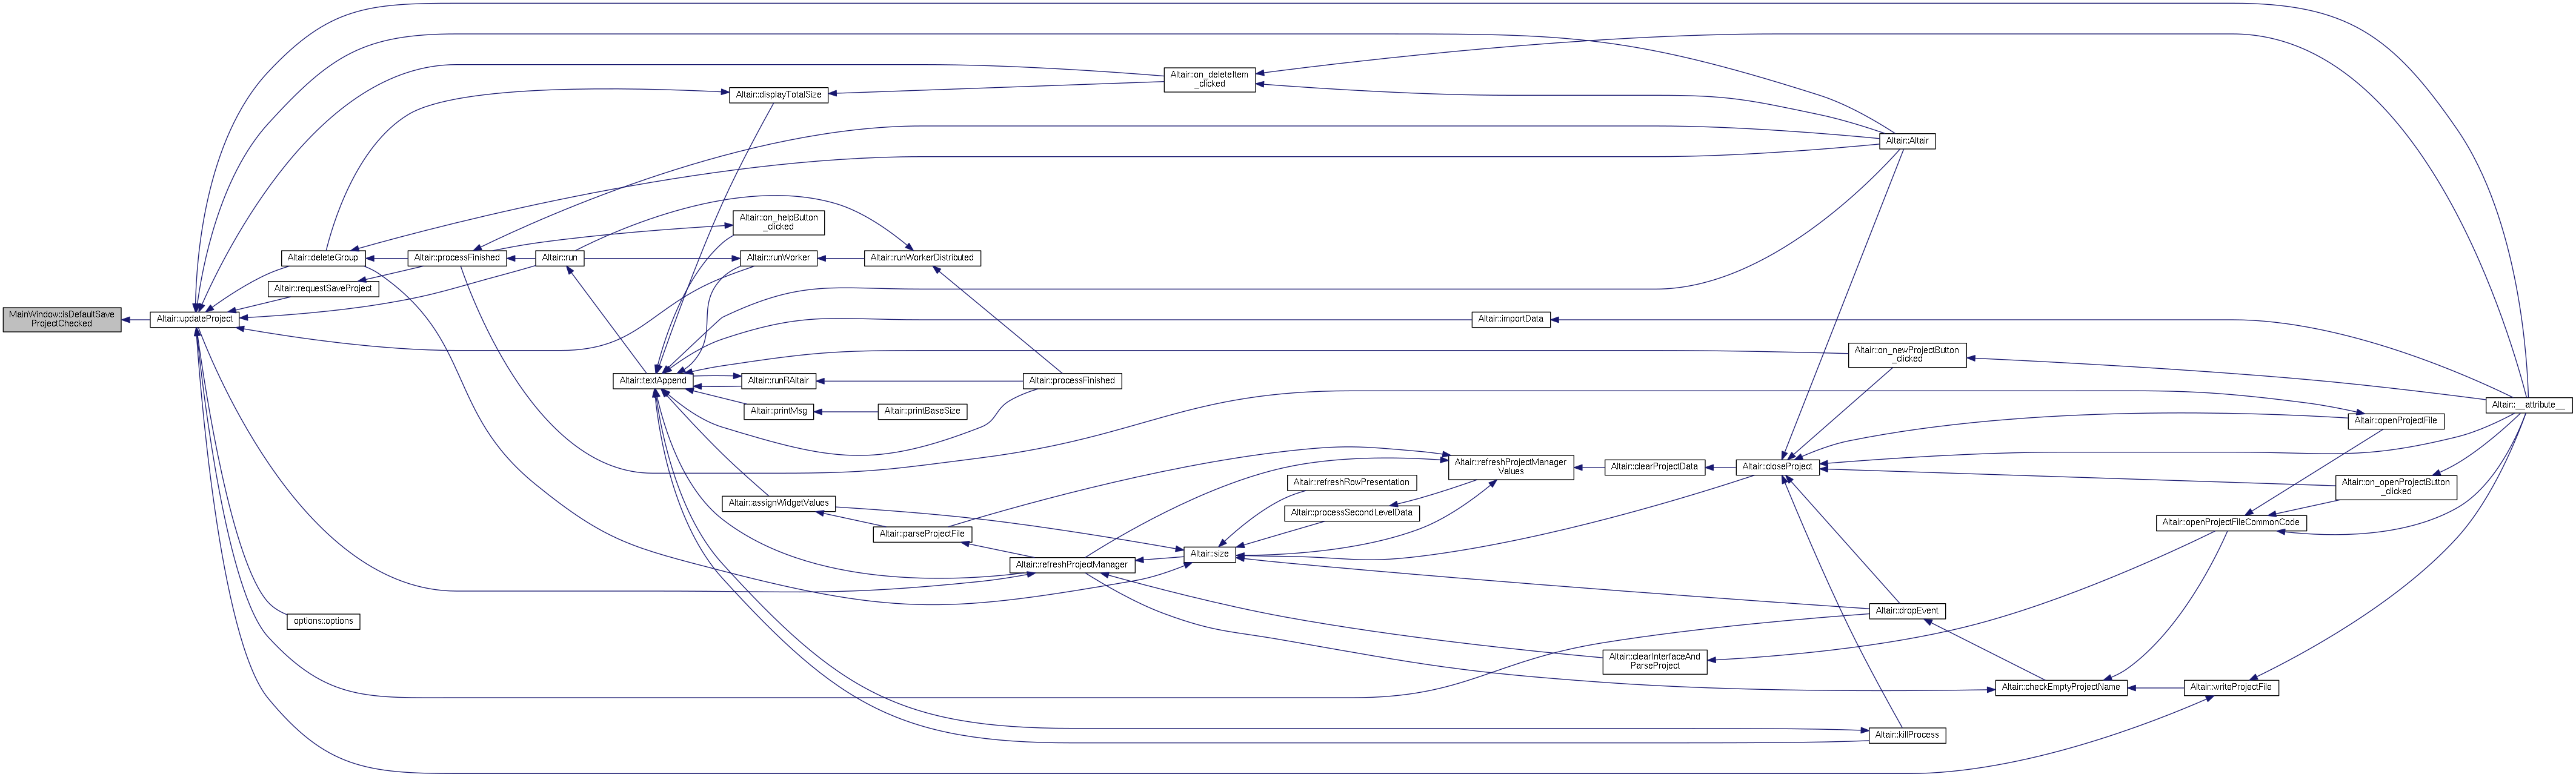 MainWindow::isDefaultSave
ProjectChecked
Altair::updateProject
Altair::deleteGroup
Altair::requestSaveProject
options::options
Altair::processFinished
Altair::run
Altair::textAppend
Altair::displayTotalSize
Altair::on_helpButton
_clicked
Altair::runWorker
Altair::runRAltair
Altair::printMsg
Altair::assignWidgetValues
Altair::runWorkerDistributed
Altair::printBaseSize
Altair::parseProjectFile
Altair::processFinished
Altair::refreshProjectManager
Altair::on_deleteItem
_clicked
Altair::size
Altair::refreshRowPresentation
Altair::processSecondLevelData
Altair::importData
Altair::refreshProjectManager
Values
Altair::clearProjectData
Altair::clearInterfaceAnd
ParseProject
Altair::closeProject
Altair::Altair
Altair::on_newProjectButton
_clicked
Altair::dropEvent
Altair::killProcess
Altair::checkEmptyProjectName
Altair::openProjectFileCommonCode
Altair::writeProjectFile
Altair::openProjectFile
Altair::on_openProjectButton
_clicked
Altair::__attribute__